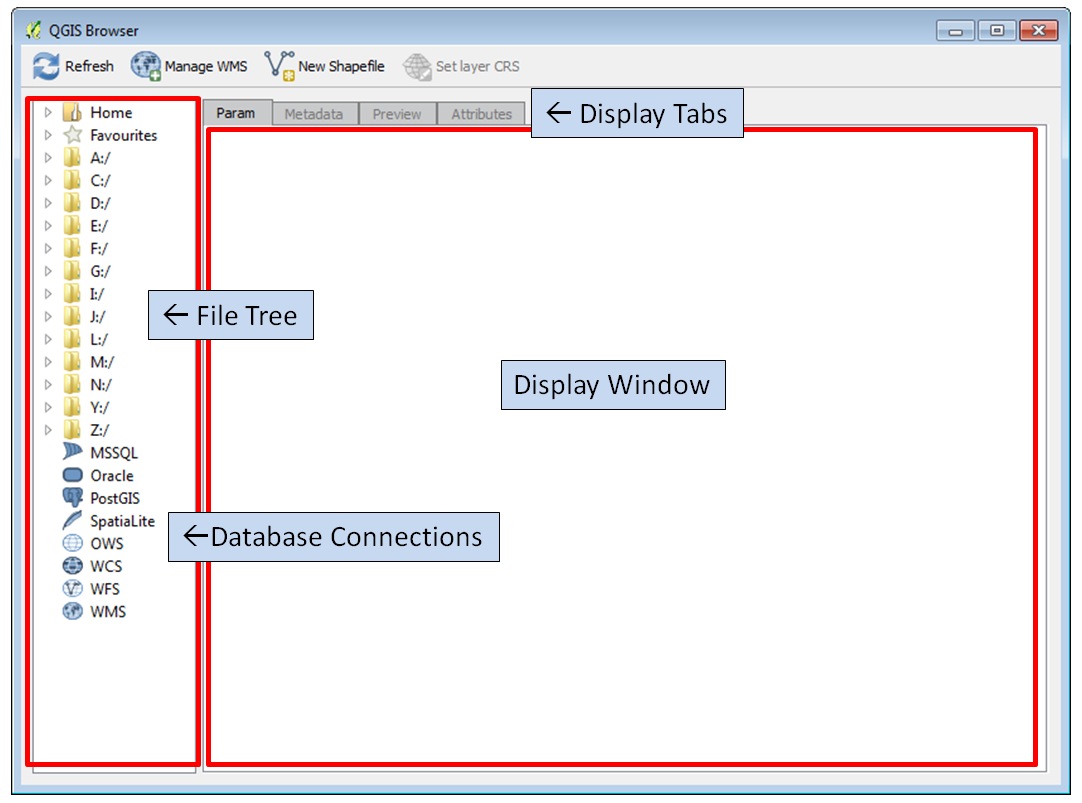 QGIS Browser
Refresh Manage WMS New Shapefile Set layer CRS
Param Metadata Preview Attributes
← Display Tabs
Home
Favourites
A:/
C:/
D:/
E:/
F:/
G:/
I:/
J:/
← File Tree
L:/
M:/
Display Window
N:/
Y:/
Z:/
MSSQL
Oracle
PostGIS
SpatiaLite
←Database Connections
OWS
WCS
WFS
WMS